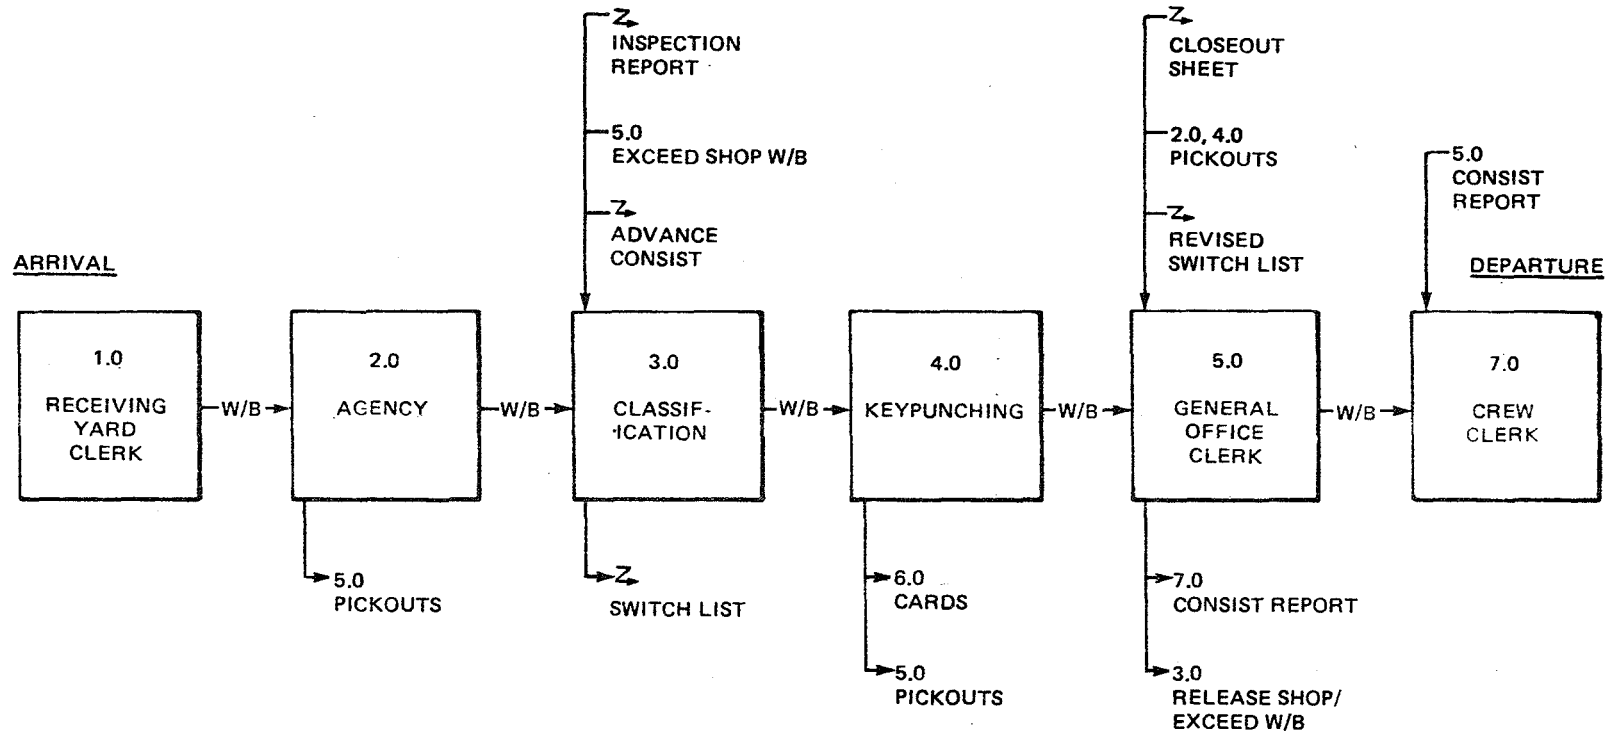 INSPECTION
REPORT
5.0
EXCEED SHOP W/B
ADVANCE
CONSIST
CLOSEOUT
SHEET
2.0, 4.0
PICKOUTS
REVISED
SWITCH LIST
5.0
CONSIST
REPORT
ARRIVAL
DEPARTURE
1.0
RECEIVING
YARD
CLERK
W/B
2.0
AGENCY
W/B
3.0
CLASSIF-
ICATION
W/B
4.0
KEYPUNCHING
W/B
5.0
GENERAL
OFFICE
CLERK
W/B
7.0
CREW
CLERK
5.0
PICKOUTS
SWITCH LIST
6.0
CARDS
5.0
PICKOUTS
7.0
CONSIST REPORT
3.0
RELEASE SHOP/
EXCEED W/B